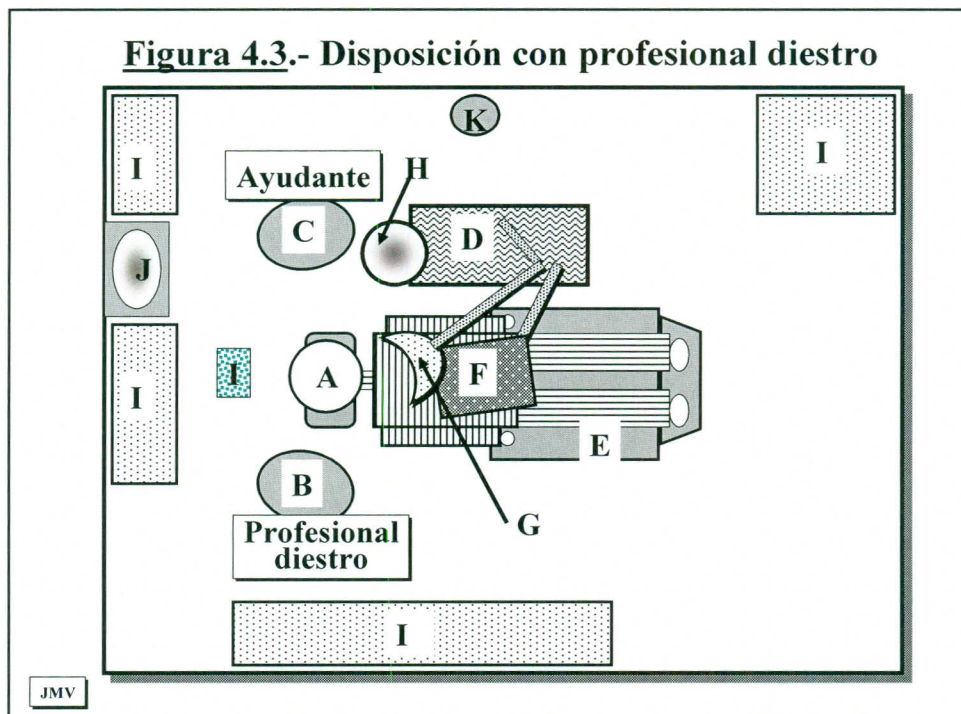 Figura 4.3.- Disposición con profesional diestro
K
I
I
Ayudante
H
C
D
J
I
I
A
F
E
B
G
Profesional
diestro
I
JMV